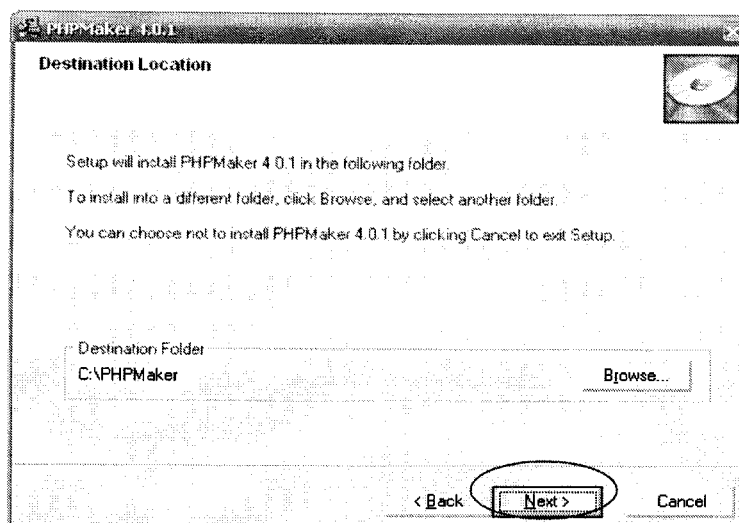 PHPMaker 4.0.1
Destination Location
Setup will install PHPMaker 4.0.1 in the following folder.
To install into a different folder, click Browse, and select another folder.
You can choose not to install PHPMaker 4.0.1 by clicking Cancel to exit Setup.
Destination Folder
C:\PHPMaker
Browse...
< Back
Next >
Cancel